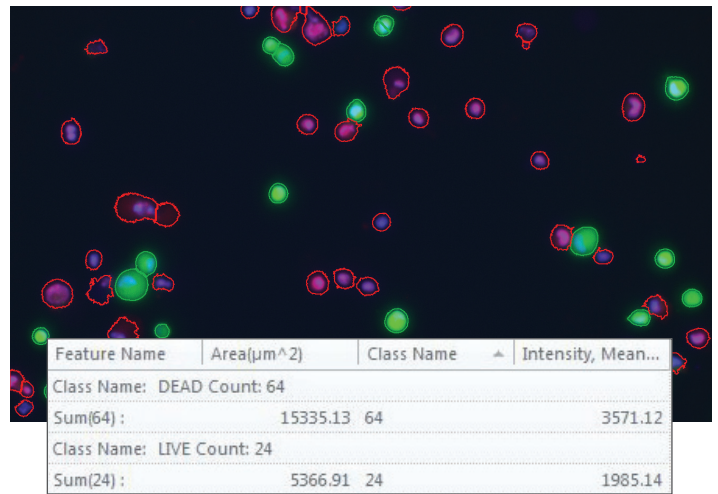 Feature Name Area(µm^2) Class Name Intensity, Mean...
Class Name: DEAD Count: 64
Sum(64) : 15335.13 64 3571.12
Class Name: LIVE Count: 24
Sum(24) : 5366.91 24 1985.14